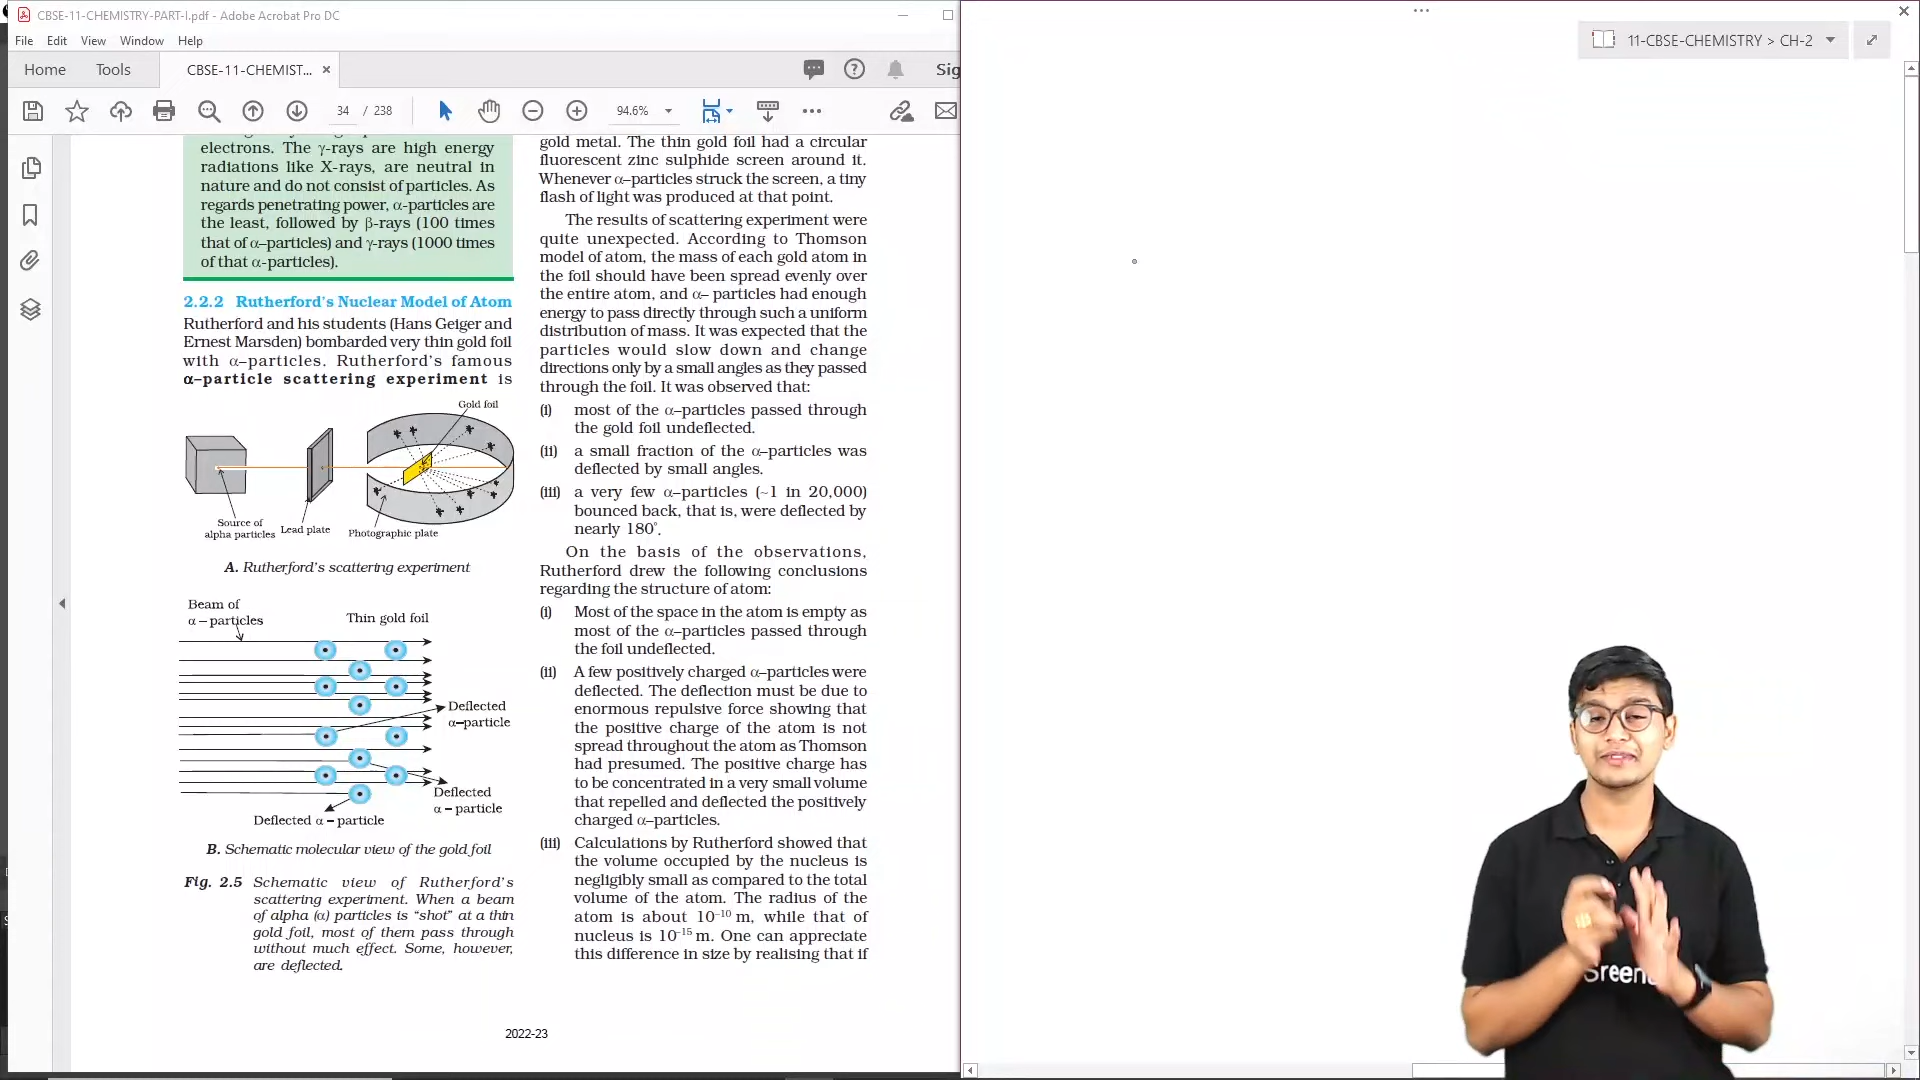 CBSE-11-CHEMISTRY-PART-I.pdf - Adobe Acrobat Pro DC
File Edit View Window Help
Home Tools CBSE-11-CHEMIST... Sig
34 / 238 94.6%
11-CBSE-CHEMISTRY > CH-2
electrons. The γ-rays are high energy
radiations like X-rays, are neutral in
nature and do not consist of particles. As
regards penetrating power, α-particles are
the least, followed by β-rays (100 times
that of α–particles) and γ-rays (1000 times
of that α-particles).
2.2.2 Rutherford's Nuclear Model of Atom
Rutherford and his students (Hans Geiger and
Ernest Marsden) bombarded very thin gold foil
with α–particles. Rutherford's famous
α–particle scattering experiment is
Gold foil
Source of
alpha particles
Lead plate
Photographic plate
A. Rutherford's scattering experiment
Beam of
α – particles
Thin gold foil
Deflected
α–particle
Deflected
α – particle
Deflected α – particle
B. Schematic molecular view of the gold foil
Fig. 2.5 Schematic view of Rutherford's
scattering experiment. When a beam
of alpha (α) particles is "shot" at a thin
gold foil, most of them pass through
without much effect. Some, however,
are deflected.
gold metal. The thin gold foil had a circular
fluorescent zinc sulphide screen around it.
Whenever α–particles struck the screen, a tiny
flash of light was produced at that point.
The results of scattering experiment were
quite unexpected. According to Thomson
model of atom, the mass of each gold atom in
the foil should have been spread evenly over
the entire atom, and α– particles had enough
energy to pass directly through such a uniform
distribution of mass. It was expected that the
particles would slow down and change
directions only by a small angles as they passed
through the foil. It was observed that:
(i) most of the α–particles passed through
the gold foil undeflected.
(ii) a small fraction of the α–particles was
deflected by small angles.
(iii) a very few α–particles (~1 in 20,000)
bounced back, that is, were deflected by
nearly 180°.
On the basis of the observations,
Rutherford drew the following conclusions
regarding the structure of atom:
(i) Most of the space in the atom is empty as
most of the α–particles passed through
the foil undeflected.
(ii) A few positively charged α–particles were
deflected. The deflection must be due to
enormous repulsive force showing that
the positive charge of the atom is not
spread throughout the atom as Thomson
had presumed. The positive charge has
to be concentrated in a very small volume
that repelled and deflected the positively
charged α–particles.
(iii) Calculations by Rutherford showed that
the volume occupied by the nucleus is
negligibly small as compared to the total
volume of the atom. The radius of the
atom is about 10⁻¹⁰ m, while that of
nucleus is 10⁻¹⁵ m. One can appreciate
this difference in size by realising that if
2022-23